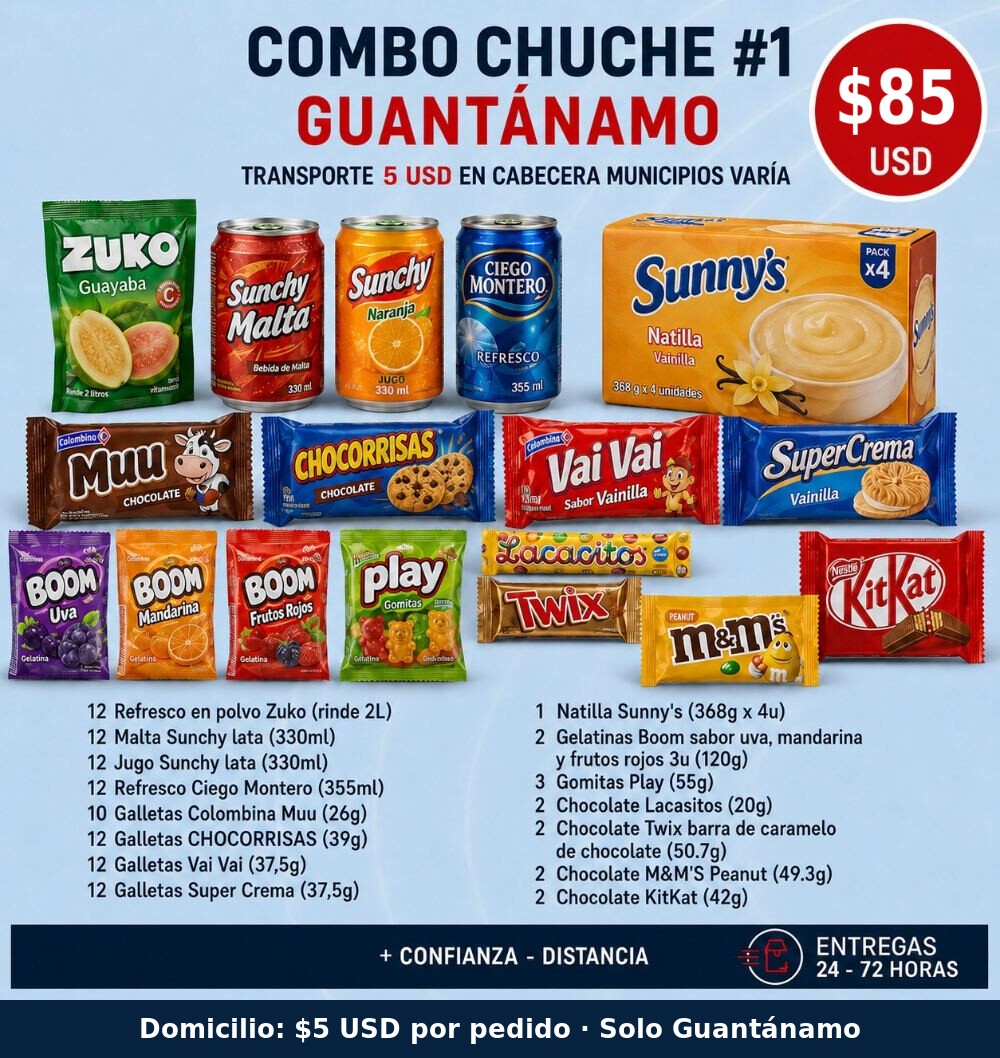 COMBO CHUCHE #1
GUANTÁNAMO
TRANSPORTE 5 USD EN CABECERA MUNICIPIOS VARÍA
$85
USD
ZUKO
Guayaba
C
Rinde 2 litros
Sunchy
Malta
Bebida de Malta
330 ml
Sunchy
Naranja
JUGO
330 ml
CIEGO
MONTERO
REFRESCO
355 ml
Sunny's
PACK
x4
Natilla
Vainilla
368 g x 4 unidades
Sunny's
Colombina
Muu
CHOCOLATE
CHOCORRISAS
CHOCOLATE
Colombina
Vai Vai
Sabor Vainilla
SuperCrema
Vainilla
BOOM
Uva
Gelatina
BOOM
Mandarina
Gelatina
BOOM
Frutos Rojos
Gelatina
play
Gomitas
Lacacitos
TWIX
PEANUT
m&m's
m
Nestlé
KitKat
12 Refresco en polvo Zuko (rinde 2L)
12 Malta Sunchy lata (330ml)
12 Jugo Sunchy lata (330ml)
12 Refresco Ciego Montero (355ml)
10 Galletas Colombina Muu (26g)
12 Galletas CHOCORRISAS (39g)
12 Galletas Vai Vai (37,5g)
12 Galletas Super Crema (37,5g)
1 Natilla Sunny's (368g x 4u)
2 Gelatinas Boom sabor uva, mandarina
y frutos rojos 3u (120g)
3 Gomitas Play (55g)
2 Chocolate Lacasitos (20g)
2 Chocolate Twix barra de caramelo
de chocolate (50.7g)
2 Chocolate M&M'S Peanut (49.3g)
2 Chocolate KitKat (42g)
+ CONFIANZA - DISTANCIA
ENTREGAS
24 - 72 HORAS
Domicilio: $5 USD por pedido · Solo Guantánamo